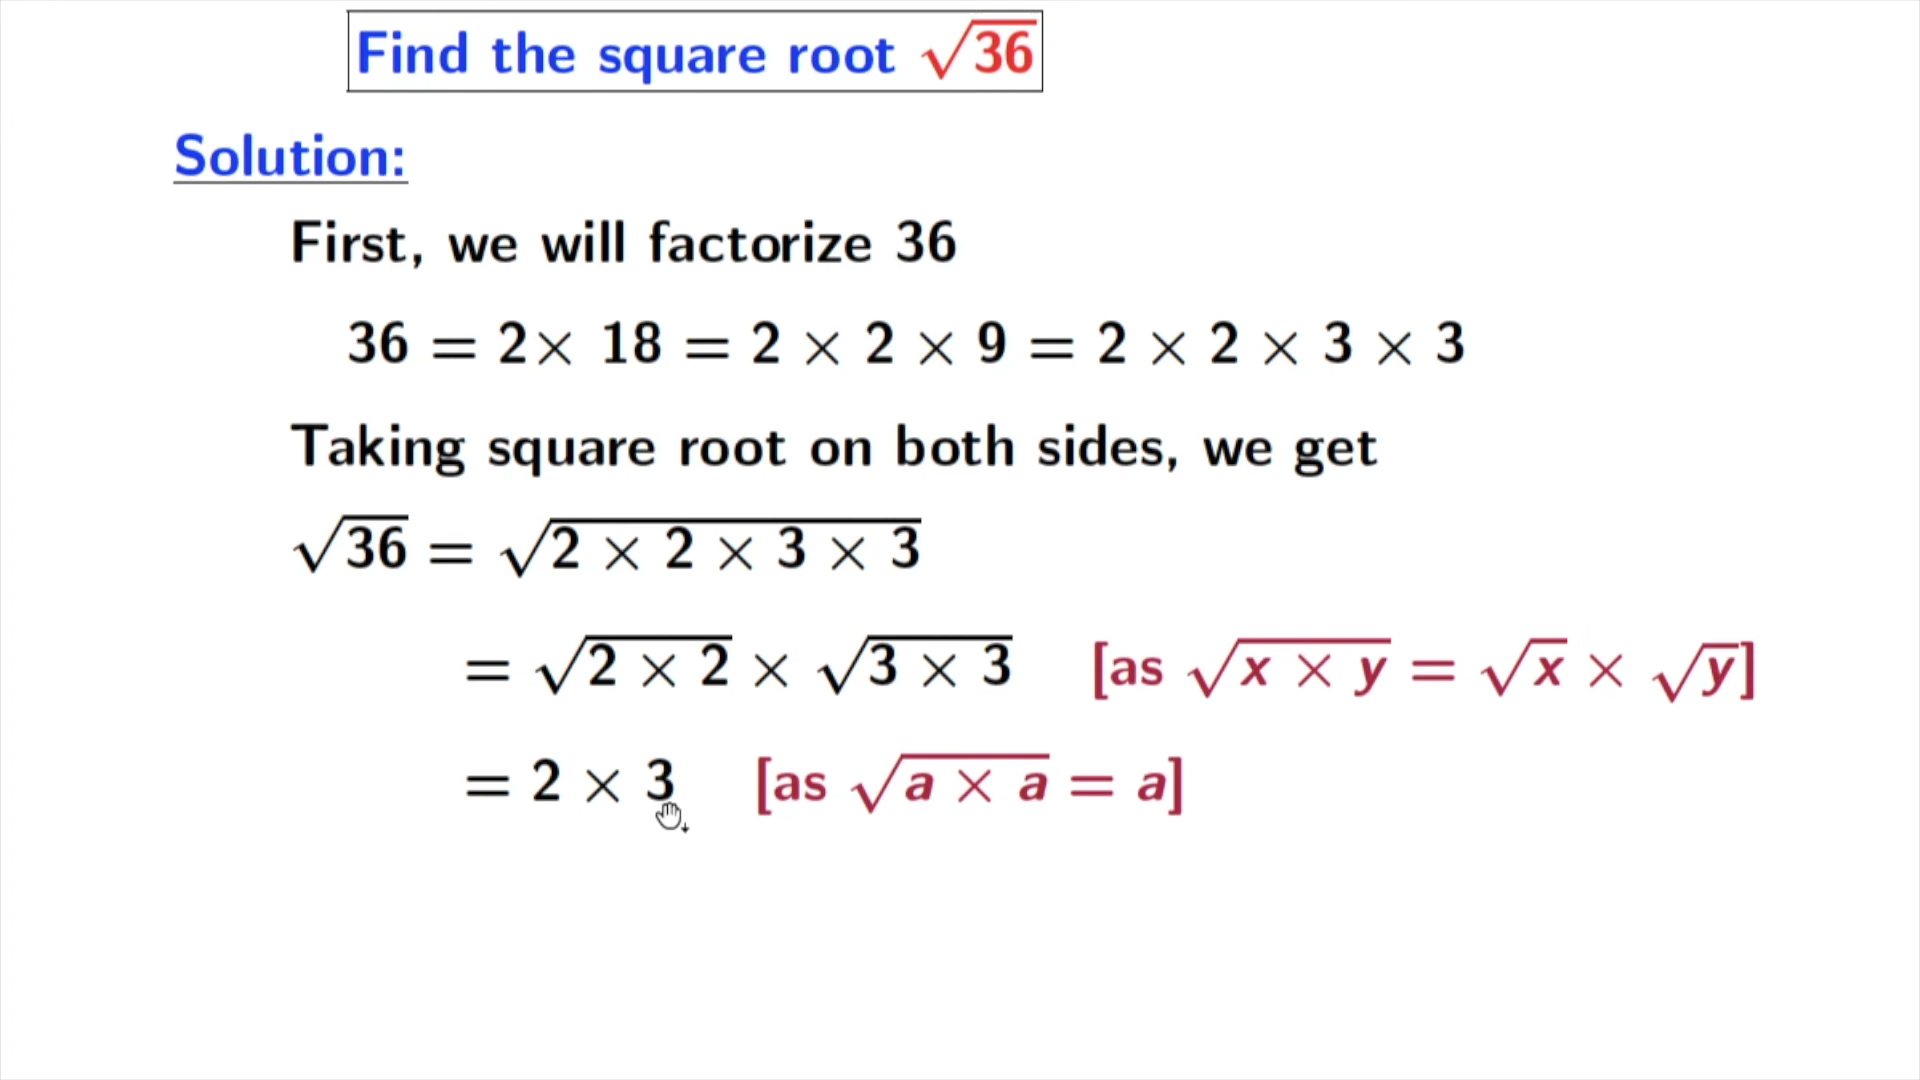 Find the square root √36
Solution:
First, we will factorize 36
36 = 2× 18 = 2 × 2 × 9 = 2 × 2 × 3 × 3
Taking square root on both sides, we get
√36 = √2 × 2 × 3 × 3
= √2 × 2 × √3 × 3 [as √x × y = √x × √y]
= 2 × 3 [as √a × a = a]